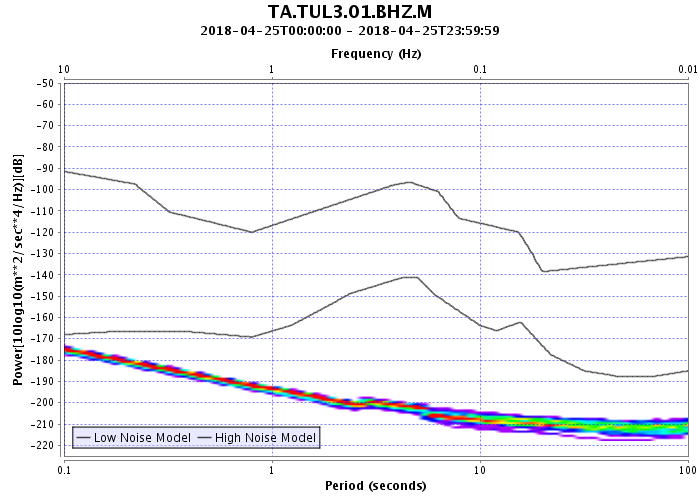 TA.TUL3.01.BHZ.M
2018-04-25T00:00:00 - 2018-04-25T23:59:59
Frequency (Hz)
10 1 0.1 0.01
-50
-60
-70
-80
-90
-100
-110
-120
-130
-140
-150
-160
-170
-180
-190
-200
-210
-220
Power[10log10(m**2/sec**4/Hz)][dB]
Low Noise Model High Noise Model
0.1 1 10 100
Period (seconds)